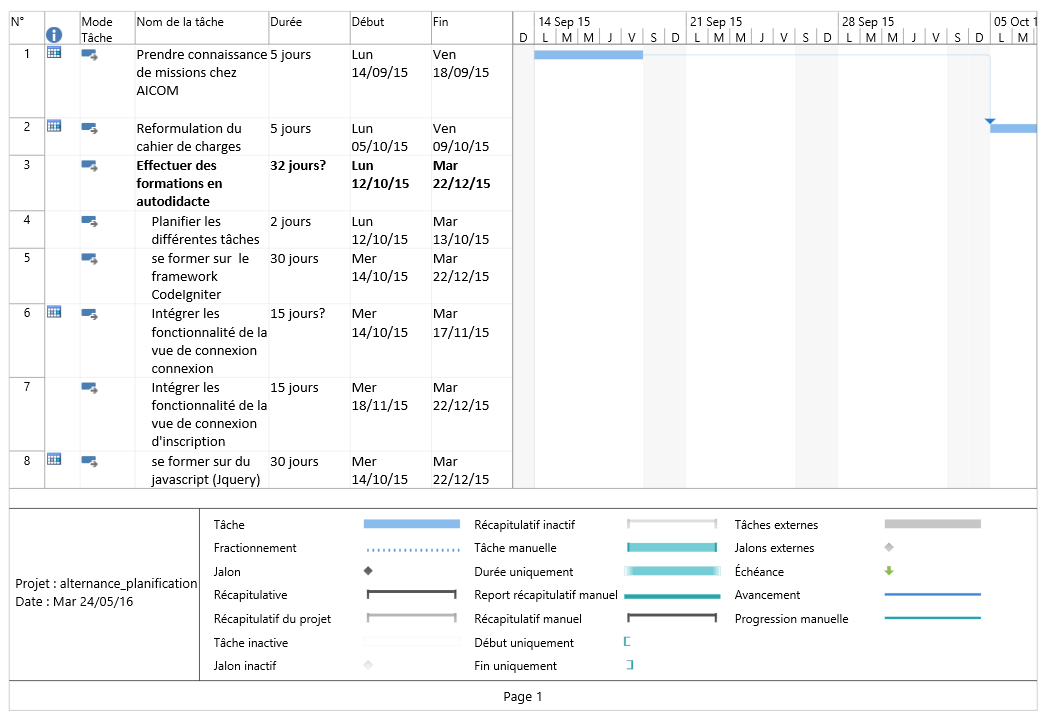 N° Mode Tâche Nom de la tâche Durée Début Fin
14 Sep 15 21 Sep 15 28 Sep 15 05 Oct 1
D L M M J V S D L M M J V S D L M M J V S D L M
1 Prendre connaissance 5 jours Lun Ven
de missions chez 14/09/15 18/09/15
AICOM
2 Reformulation du 5 jours Lun Ven
cahier de charges 05/10/15 09/10/15
3 Effectuer des 32 jours? Lun Mar
formations en 12/10/15 22/12/15
autodidacte
4 Planifier les 2 jours Lun Mar
différentes tâches 12/10/15 13/10/15
5 se former sur le 30 jours Mer Mar
framework 14/10/15 22/12/15
CodeIgniter
6 Intégrer les 15 jours? Mer Mar
fonctionnalité de la 14/10/15 17/11/15
vue de connexion
connexion
7 Intégrer les 15 jours Mer Mar
fonctionnalité de la 18/11/15 22/12/15
vue de connexion
d'inscription
8 se former sur du 30 jours Mer Mar
javascript (Jquery) 14/10/15 22/12/15
Projet : alternance_planification
Date : Mar 24/05/16
Tâche
Fractionnement
Jalon
Récapitulative
Récapitulatif du projet
Tâche inactive
Jalon inactif
Récapitulatif inactif
Tâche manuelle
Durée uniquement
Report récapitulatif manuel
Récapitulatif manuel
Début uniquement
Fin uniquement
Tâches externes
Jalons externes
Échéance
Avancement
Progression manuelle
Page 1